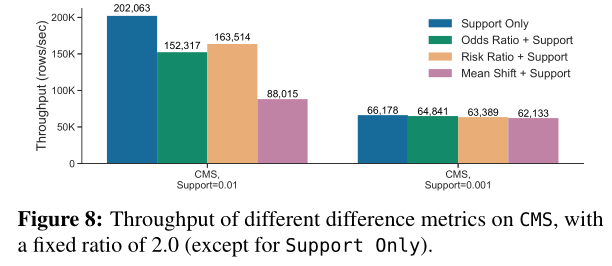 Throughput (rows/sec)
200K
150K
100K
50K
0
202,063
152,317
163,514
88,015
66,178
64,841
63,389
62,133
Support Only
Odds Ratio + Support
Risk Ratio + Support
Mean Shift + Support
CMS,
Support=0.01
CMS,
Support=0.001
Figure 8: Throughput of different difference metrics on CMS, with
a fixed ratio of 2.0 (except for Support Only).